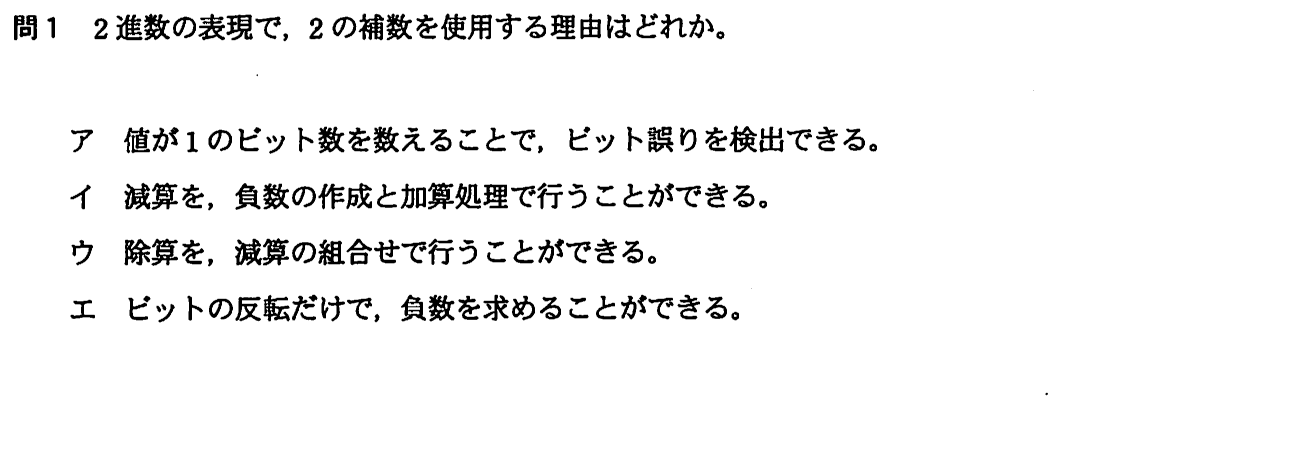 問1 2進数の表現で，2の補数を使用する理由はどれか。
ア 値が1のビット数を数えることで，ビット誤りを検出できる。
イ 減算を，負数の作成と加算処理で行うことができる。
ウ 除算を，減算の組合せで行うことができる。
エ ビットの反転だけで，負数を求めることができる。